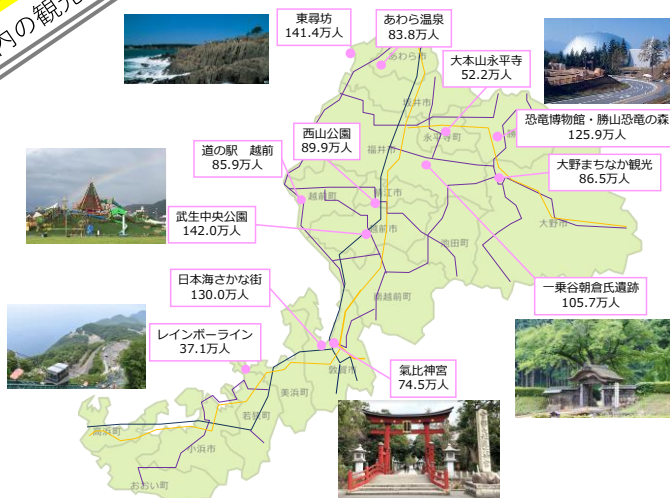 内の観光
東尋坊
141.4万人
あわら温泉
83.8万人
大本山永平寺
52.2万人
恐竜博物館・勝山恐竜の森
125.9万人
西山公園
89.9万人
道の駅 越前
85.9万人
大野まちなか観光
86.5万人
武生中央公園
142.0万人
日本海さかな街
130.0万人
一乗谷朝倉氏遺跡
105.7万人
レインボーライン
37.1万人
氣比神宮
74.5万人
あわら市
坂井市
永平寺町
福井市
鯖江市
越前町
越前市
池田町
大野市
南越前町
敦賀市
美浜町
若狭町
小浜市
高浜町
おおい町